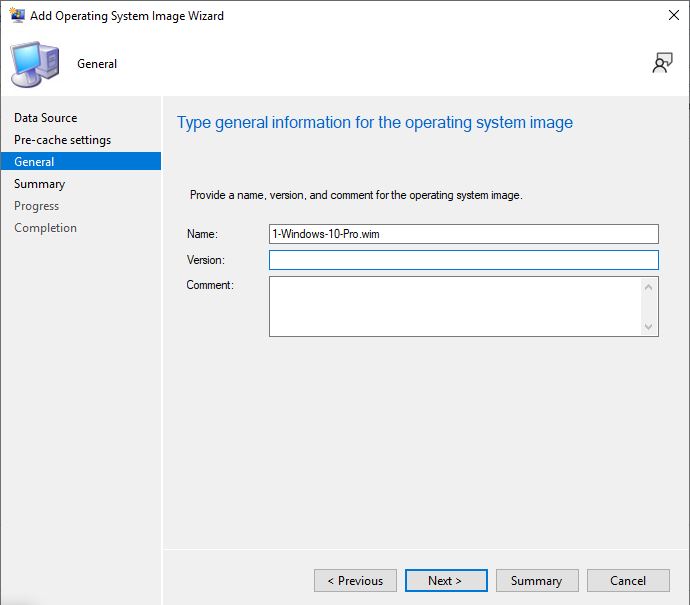 Add Operating System Image Wizard
General
Data Source
Pre-cache settings
General
Summary
Progress
Completion
Type general information for the operating system image
Provide a name, version, and comment for the operating system image.
Name: 1-Windows-10-Pro.wim
Version:
Comment:
< Previous Next > Summary Cancel